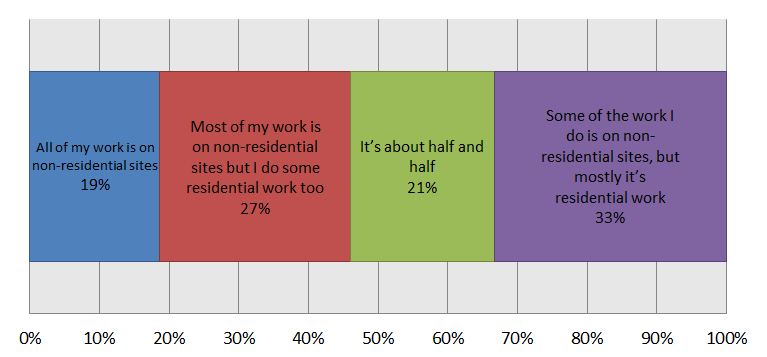 All of my work is on
non-residential sites
19%
Most of my work is
on non-residential
sites but I do some
residential work too
27%
It's about half and
half
21%
Some of the work I
do is on non-
residential sites, but
mostly it's
residential work
33%
0% 10% 20% 30% 40% 50% 60% 70% 80% 90% 100%